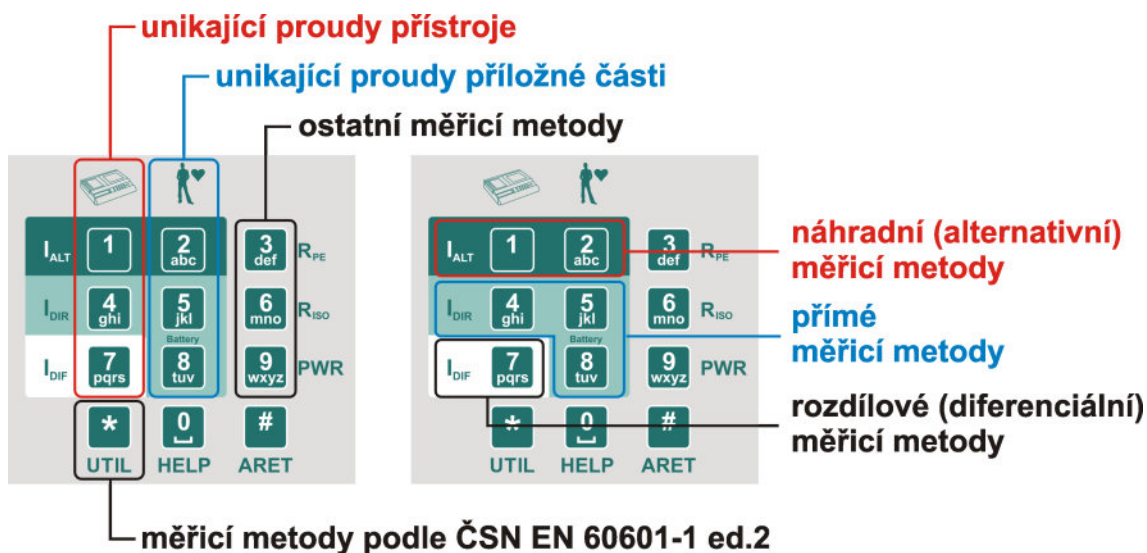 unikající proudy přístroje
unikající proudy příložné části
ostatní měřicí metody
IALT 1 2 abc 3 def RPE
IDIR 4 ghi 5 jkl 6 mno RISO
Battery
IDIF 7 pqrs 8 tuv 9 wxyz PWR
* 0 #
UTIL HELP ARET
měřicí metody podle ČSN EN 60601-1 ed.2
IALT 1 2 abc 3 def RPE
IDIR 4 ghi 5 jkl 6 mno RISO
Battery
IDIF 7 pqrs 8 tuv 9 wxyz PWR
* 0 #
UTIL HELP ARET
náhradní (alternativní)
měřicí metody
přímé
měřicí metody
rozdílové (diferenciální)
měřicí metody